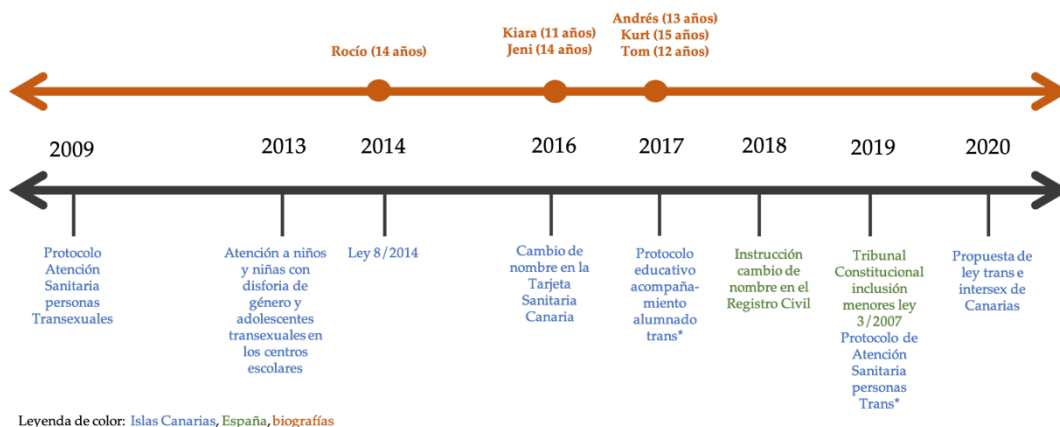 Rocío (14 años)
Kiara (11 años)
Jeni (14 años)
Andrés (13 años)
Kurt (15 años)
Tom (12 años)
2009
2013
2014
2016
2017
2018
2019
2020
Protocolo
Atención
Sanitaria
personas
Transexuales
Atención a niños
y niñas con
disforia de
género y
adolescentes
transexuales en
los centros
escolares
Ley 8/2014
Cambio de
nombre en la
Tarjeta
Sanitaria
Canaria
Protocolo
educativo
acompaña-
miento
alumnado
trans*
Instrucción
cambio de
nombre en el
Registro Civil
Tribunal
Constitucional
inclusión
menores ley
3/2007
Protocolo de
Atención
Sanitaria
personas
Trans*
Propuesta de
ley trans e
intersex de
Canarias
Leyenda de color: Islas Canarias, España, biografías